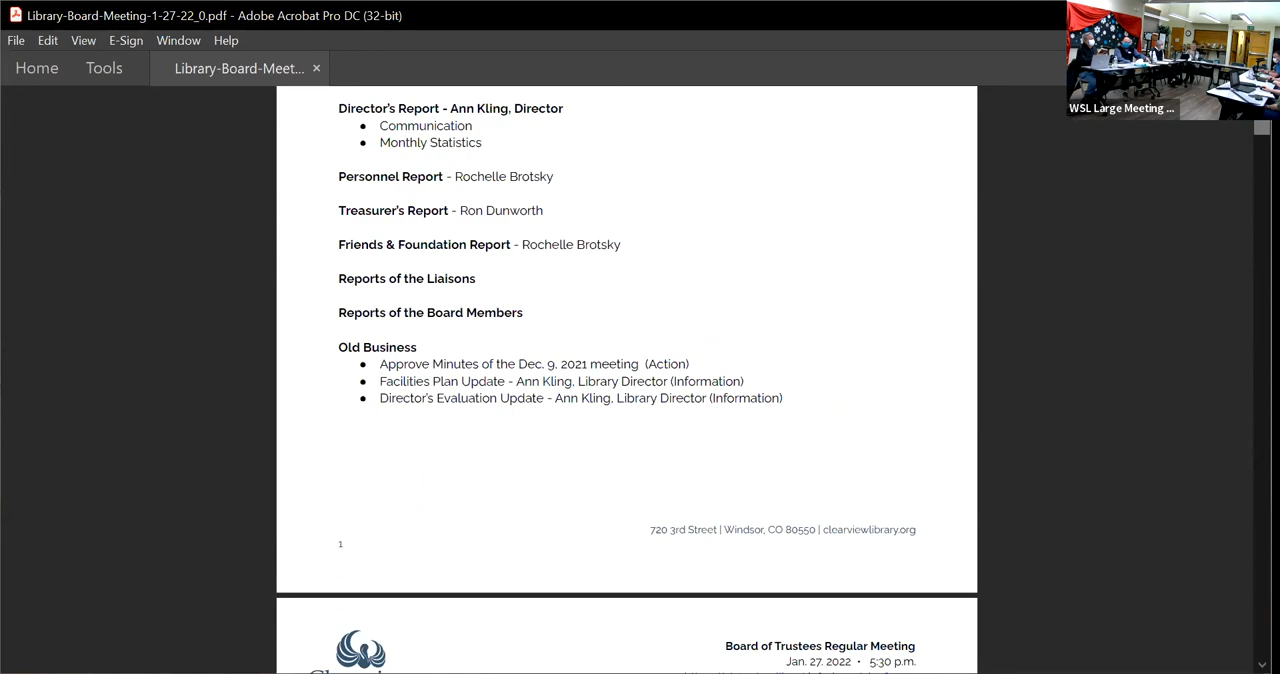 Library-Board-Meeting-1-27-22_0.pdf - Adobe Acrobat Pro DC (32-bit)
File Edit View E-Sign Window Help
Home Tools Library-Board-Meet... ×
WSL Large Meeting ...
Director's Report - Ann Kling, Director
● Communication
● Monthly Statistics
Personnel Report - Rochelle Brotsky
Treasurer's Report - Ron Dunworth
Friends & Foundation Report - Rochelle Brotsky
Reports of the Liaisons
Reports of the Board Members
Old Business
● Approve Minutes of the Dec. 9, 2021 meeting (Action)
● Facilities Plan Update - Ann Kling, Library Director (Information)
● Director's Evaluation Update - Ann Kling, Library Director (Information)
720 3rd Street | Windsor, CO 80550 | clearviewlibrary.org
1
Board of Trustees Regular Meeting
Jan. 27. 2022 • 5:30 p.m.